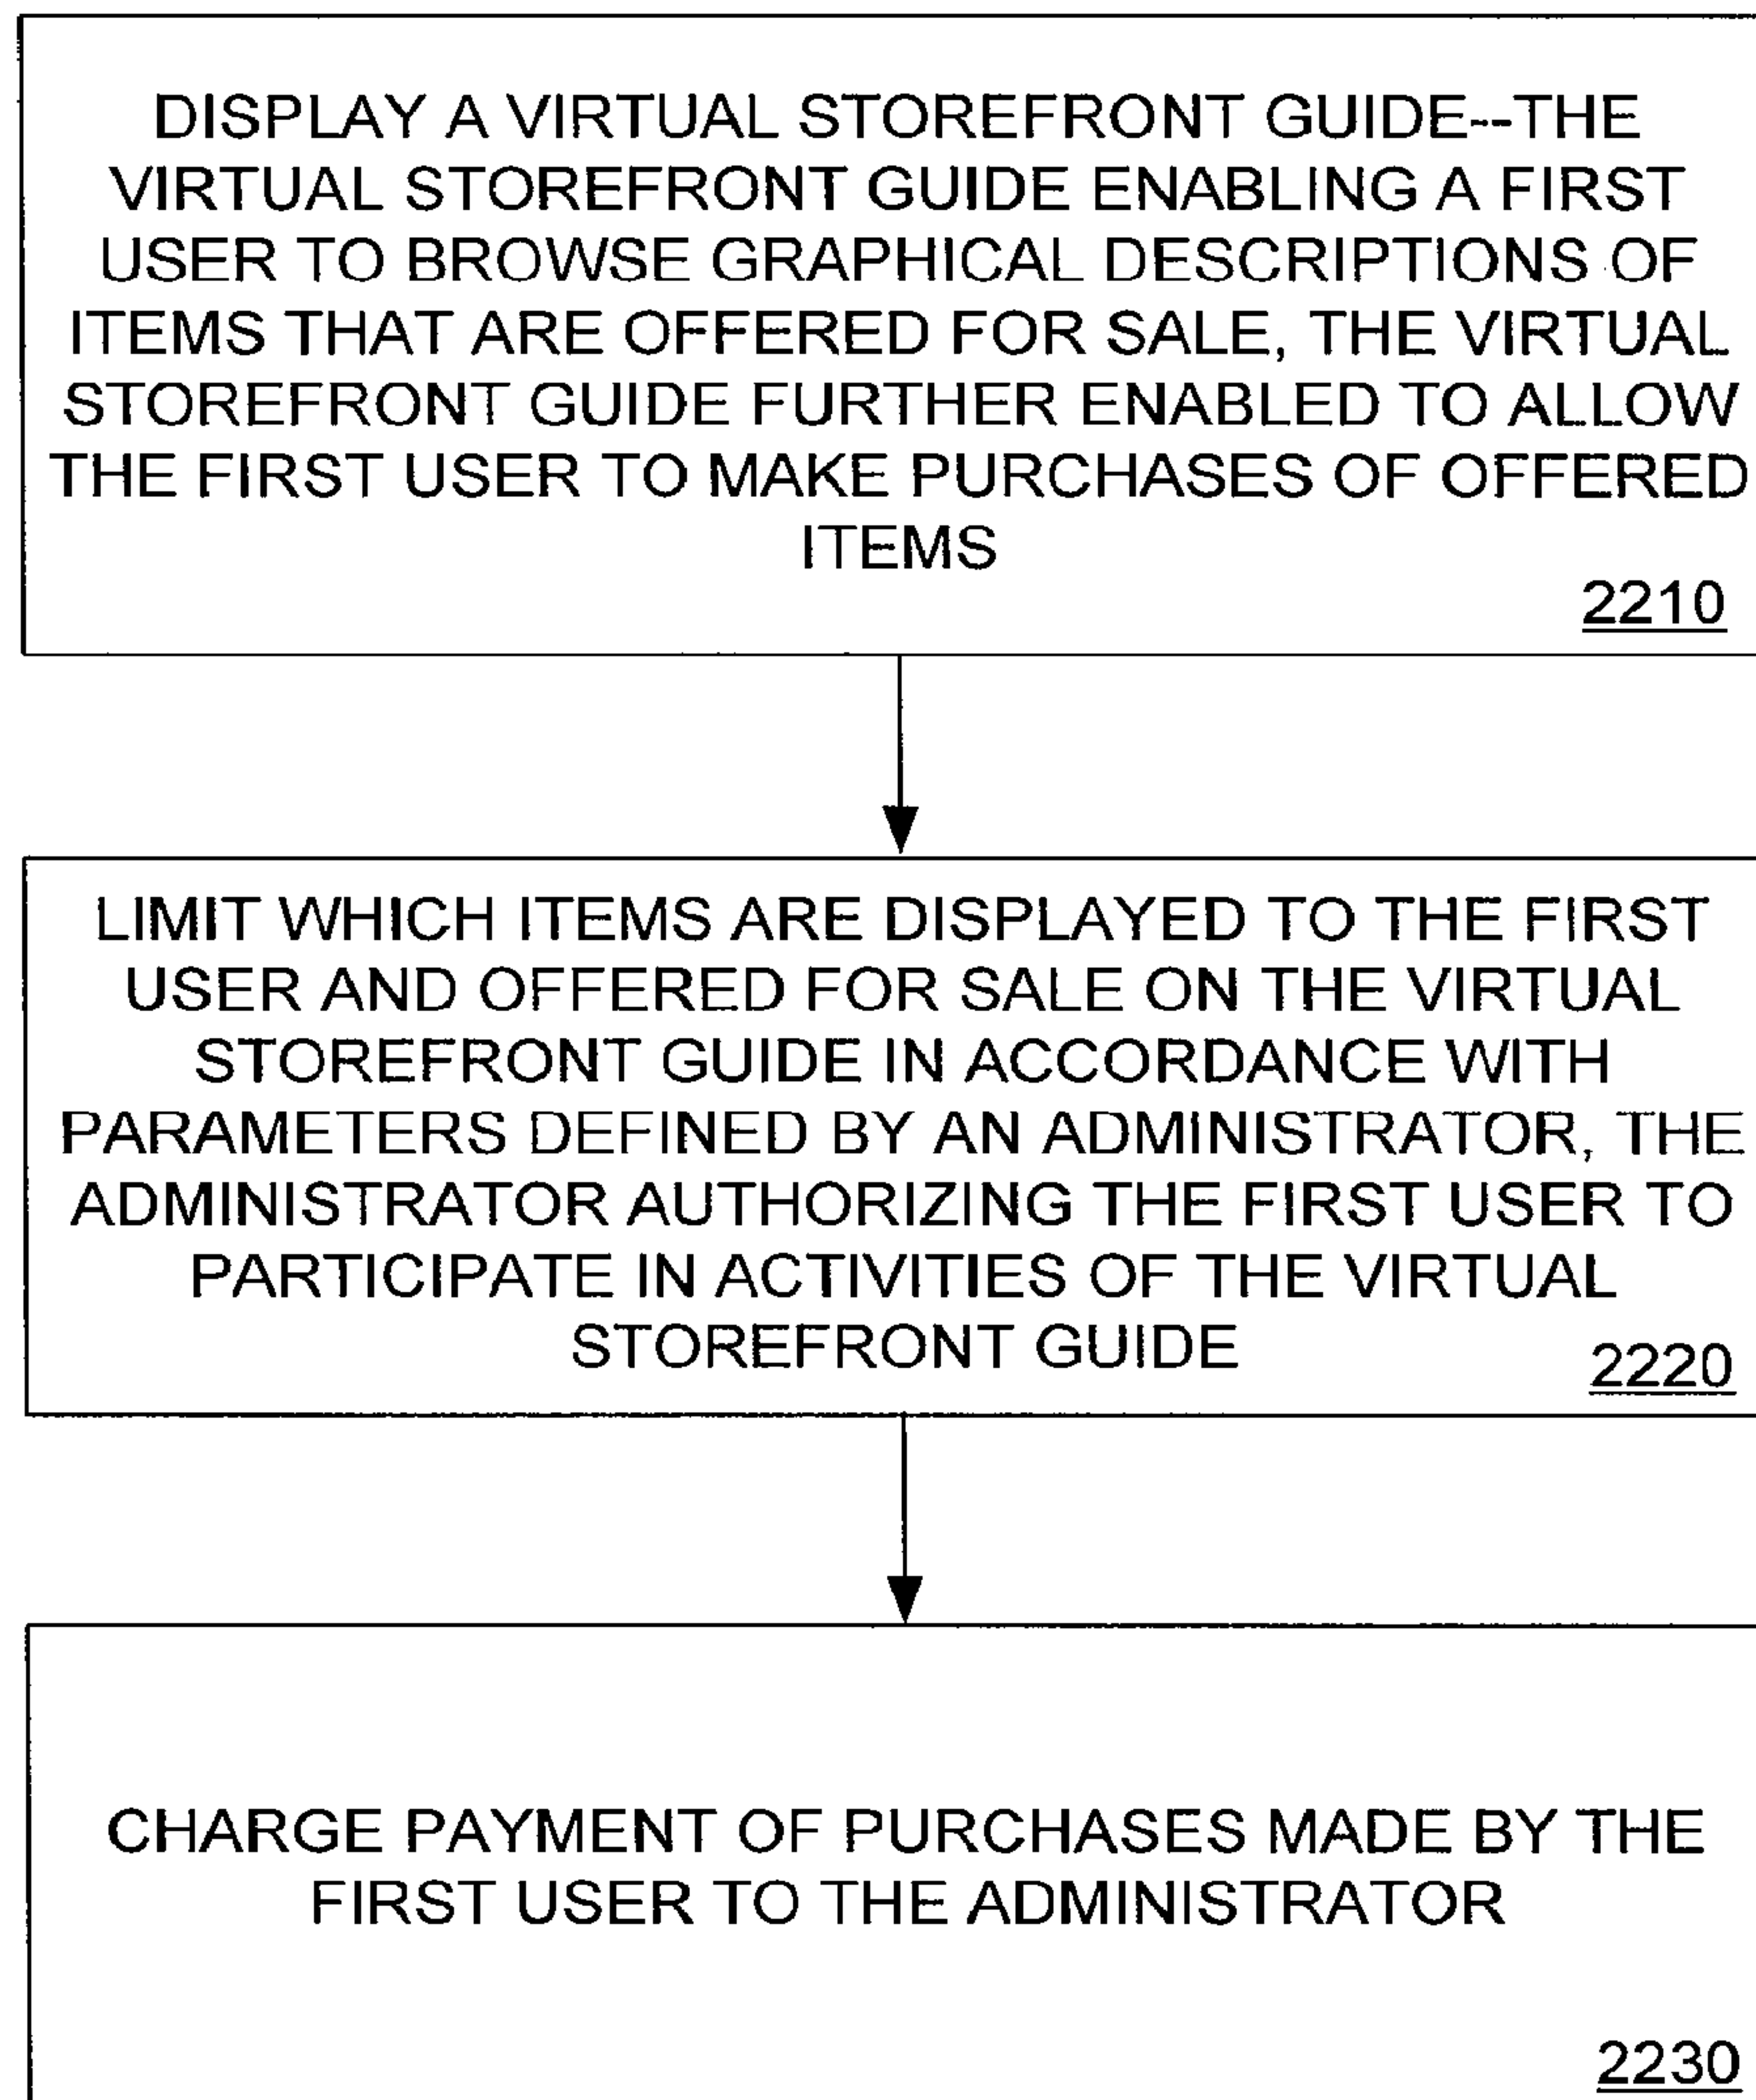 DISPLAY A VIRTUAL STOREFRONT GUIDE--THE
VIRTUAL STOREFRONT GUIDE ENABLING A FIRST
USER TO BROWSE GRAPHICAL DESCRIPTIONS OF
ITEMS THAT ARE OFFERED FOR SALE, THE VIRTUAL
STOREFRONT GUIDE FURTHER ENABLED TO ALLOW
THE FIRST USER TO MAKE PURCHASES OF OFFERED
ITEMS
2210
LIMIT WHICH ITEMS ARE DISPLAYED TO THE FIRST
USER AND OFFERED FOR SALE ON THE VIRTUAL
STOREFRONT GUIDE IN ACCORDANCE WITH
PARAMETERS DEFINED BY AN ADMINISTRATOR, THE
ADMINISTRATOR AUTHORIZING THE FIRST USER TO
PARTICIPATE IN ACTIVITIES OF THE VIRTUAL
STOREFRONT GUIDE
2220
CHARGE PAYMENT OF PURCHASES MADE BY THE
FIRST USER TO THE ADMINISTRATOR
2230